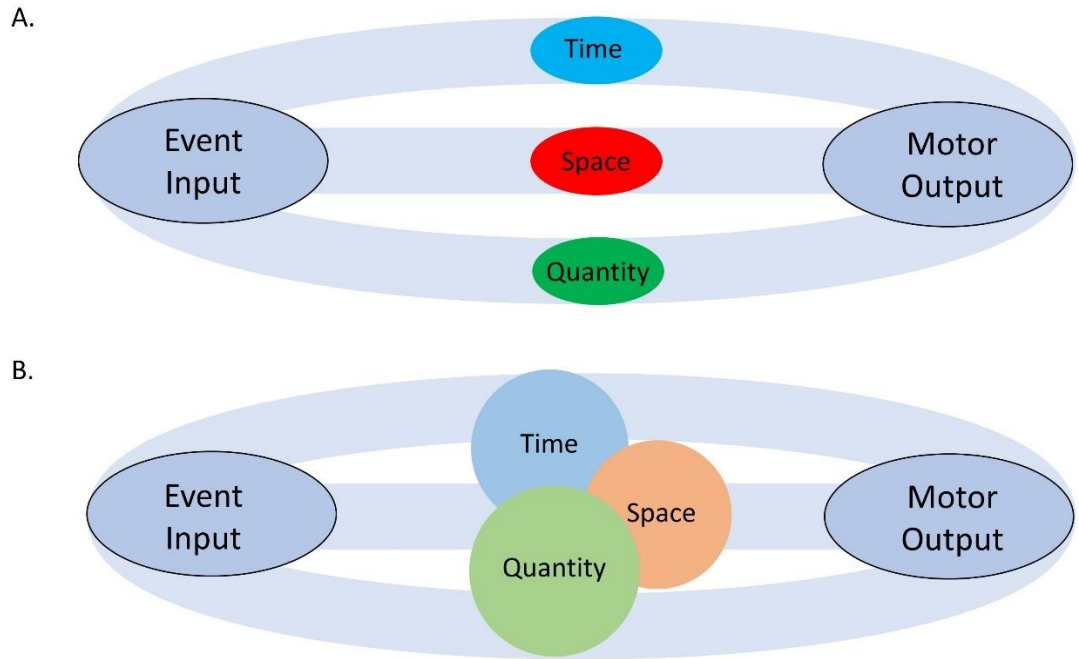 A.
Time
Event
Input
Space
Motor
Output
Quantity
B.
Time
Event
Input
Space
Motor
Output
Quantity